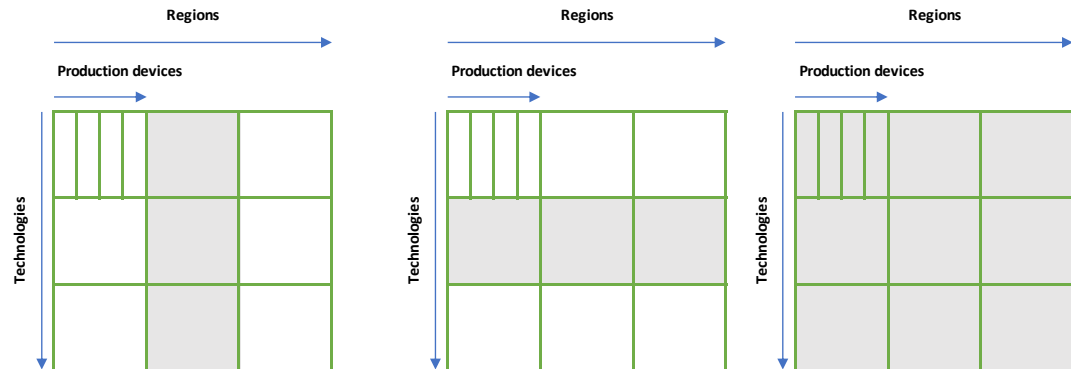 Regions
Regions
Regions
Production devices
Production devices
Production devices
Technologies
Technologies
Technologies